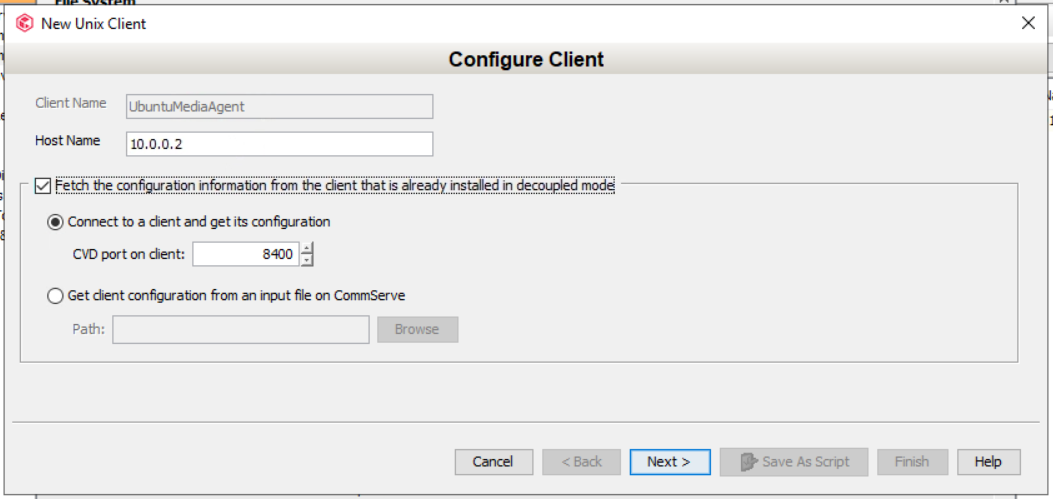 File System
New Unix Client
Configure Client
Client Name UbuntuMediaAgent
Host Name 10.0.0.2
Fetch the configuration information from the client that is already installed in decoupled mode
Connect to a client and get its configuration
CVD port on client: 8400
Get client configuration from an input file on CommServe
Path: Browse
Cancel < Back Next > Save As Script Finish Help